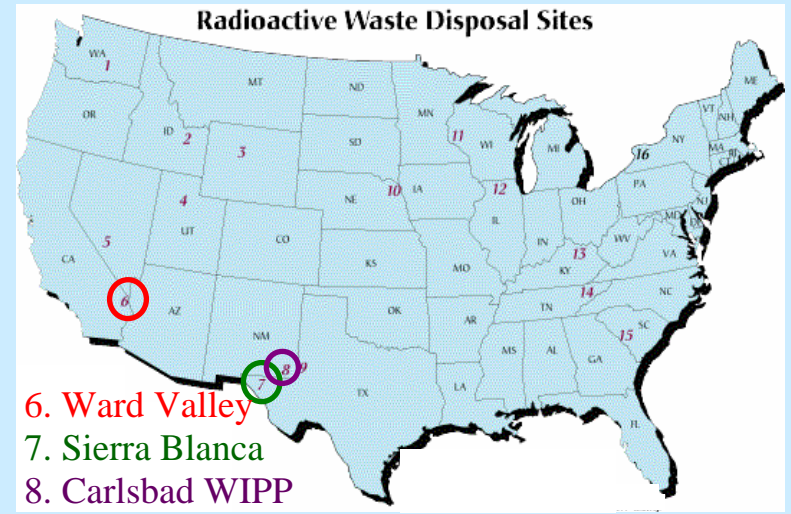 Radioactive Waste Disposal Sites
WA
1
MT
ND
MN
ME
VT
NH
OR
ID
2
3
SD
11
WI
MI
16
NY
MA
4
NE
10
IA
12
PA
NJ
5
UT
CO
IL
IN
OH
MD
WV
13
CA
KS
MO
KY
VA
6
AZ
NM
OK
TN
14
NC
AR
15
SC
MS
AL
GA
7
8
9
TX
LA
FL
6. Ward Valley
7. Sierra Blanca
8. Carlsbad WIPP